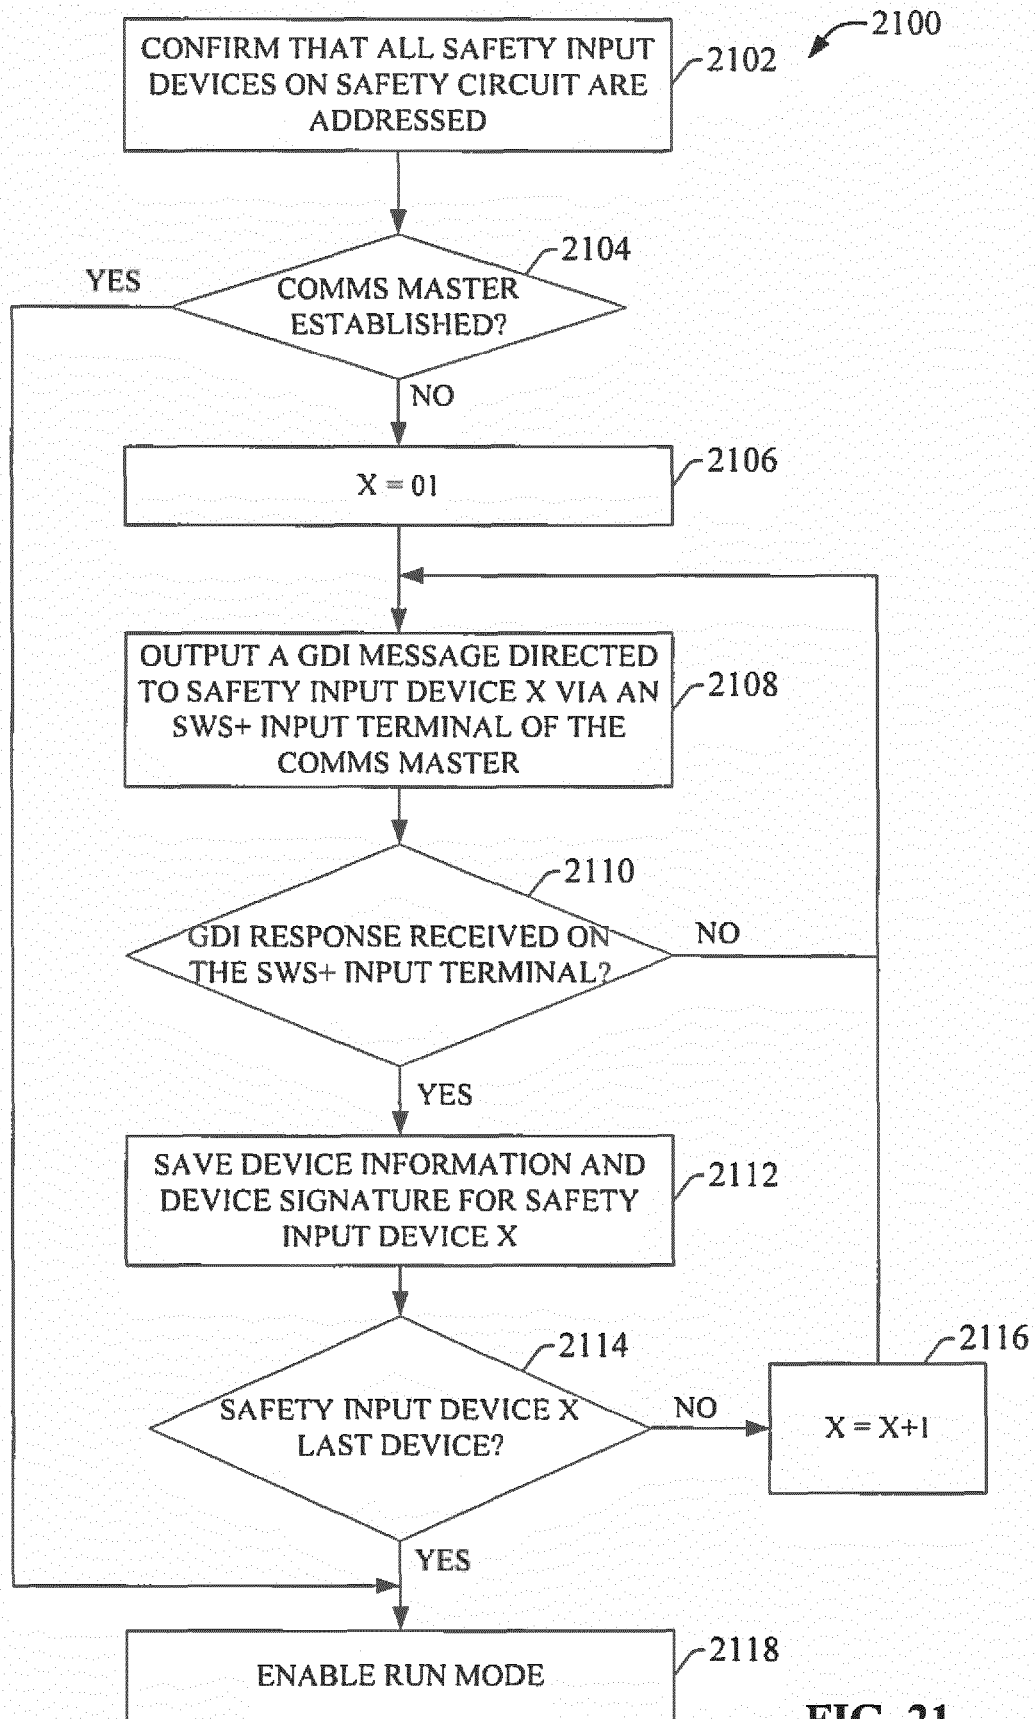 2100
CONFIRM THAT ALL SAFETY INPUT
DEVICES ON SAFETY CIRCUIT ARE
ADDRESSED
2102
2104
YES
COMMS MASTER
ESTABLISHED?
NO
X = 01
2106
OUTPUT A GDI MESSAGE DIRECTED
TO SAFETY INPUT DEVICE X VIA AN
SWS+ INPUT TERMINAL OF THE
COMMS MASTER
2108
2110
GDI RESPONSE RECEIVED ON
THE SWS+ INPUT TERMINAL?
NO
YES
SAVE DEVICE INFORMATION AND
DEVICE SIGNATURE FOR SAFETY
INPUT DEVICE X
2112
2114
SAFETY INPUT DEVICE X
LAST DEVICE?
NO
2116
X = X+1
YES
ENABLE RUN MODE
2118
FIG. 21